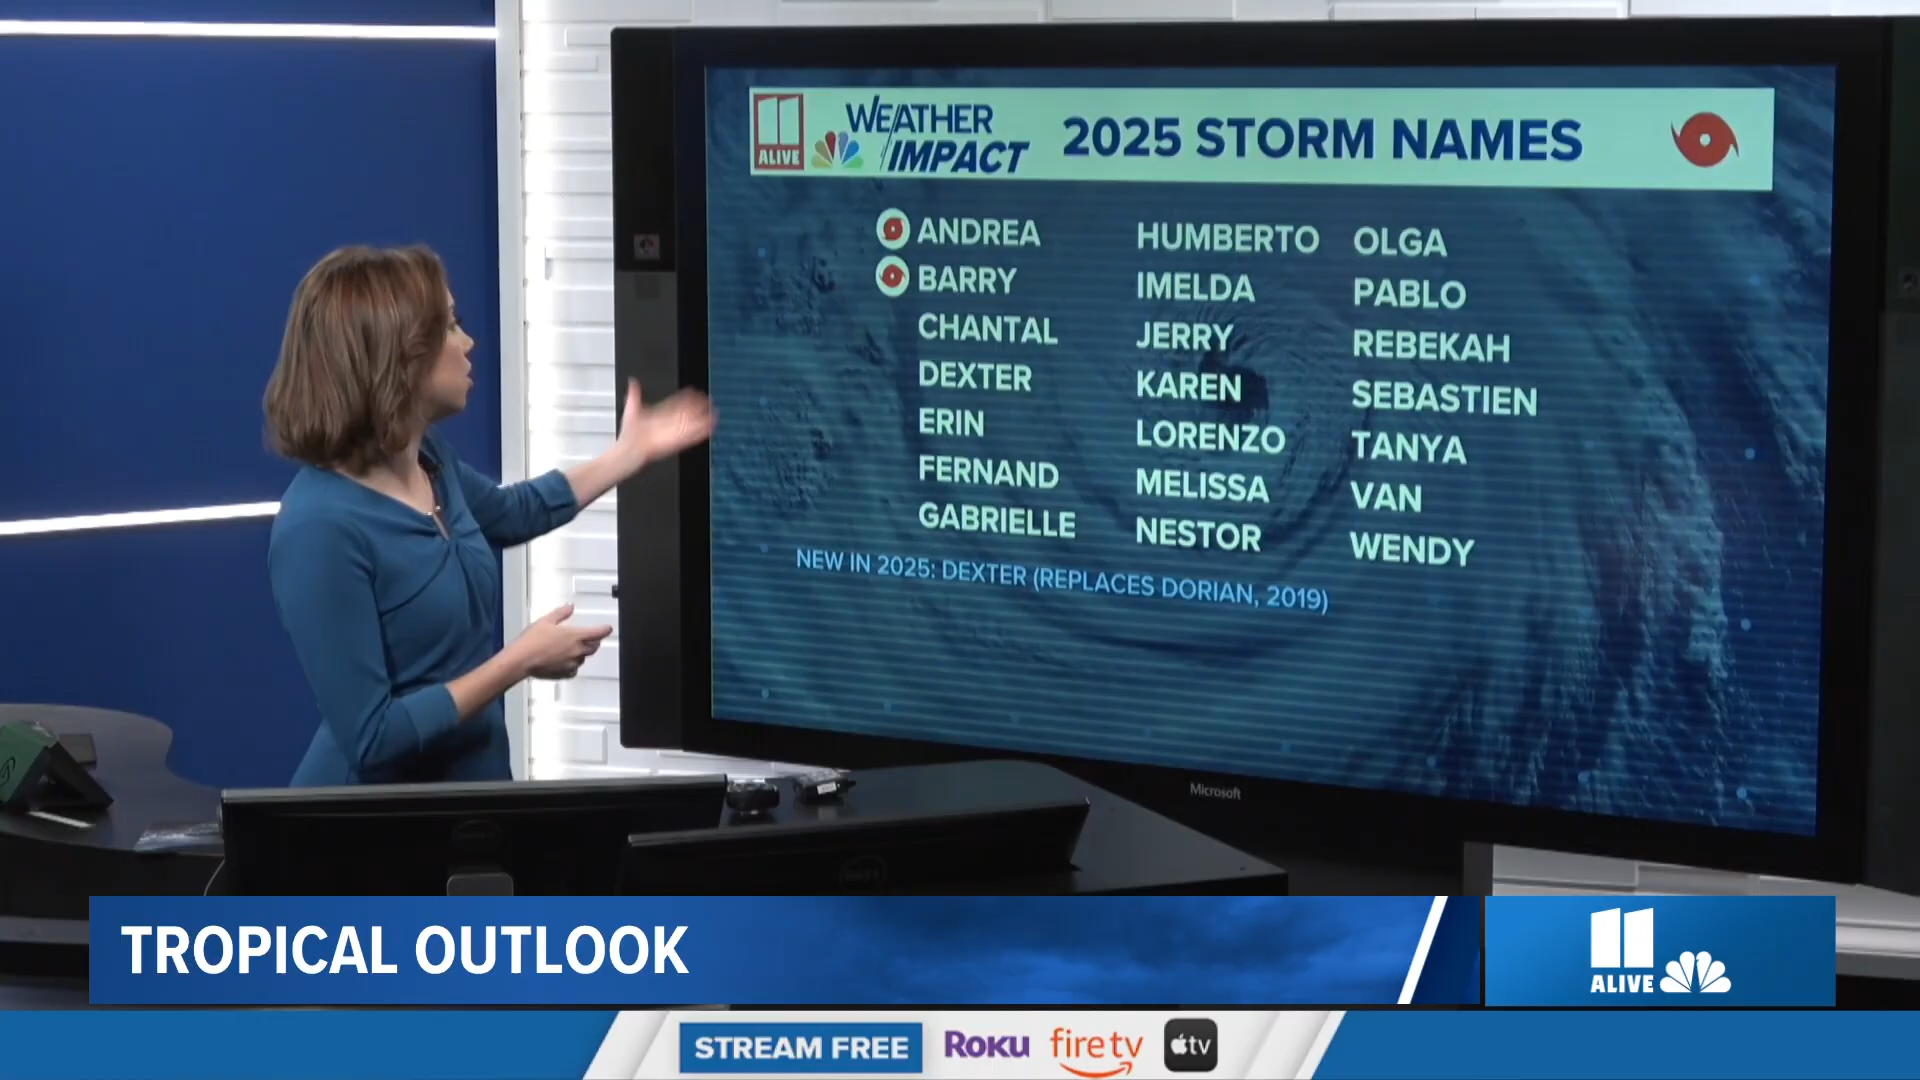 11
ALIVE
WEATHER
IMPACT
2025 STORM NAMES
ANDREA
BARRY
CHANTAL
DEXTER
ERIN
FERNAND
GABRIELLE
HUMBERTO
IMELDA
JERRY
KAREN
LORENZO
MELISSA
NESTOR
OLGA
PABLO
REBEKAH
SEBASTIEN
TANYA
VAN
WENDY
NEW IN 2025: DEXTER (REPLACES DORIAN, 2019)
Microsoft
TROPICAL OUTLOOK
11
ALIVE
STREAM FREE
ROKU
fire tv
tv